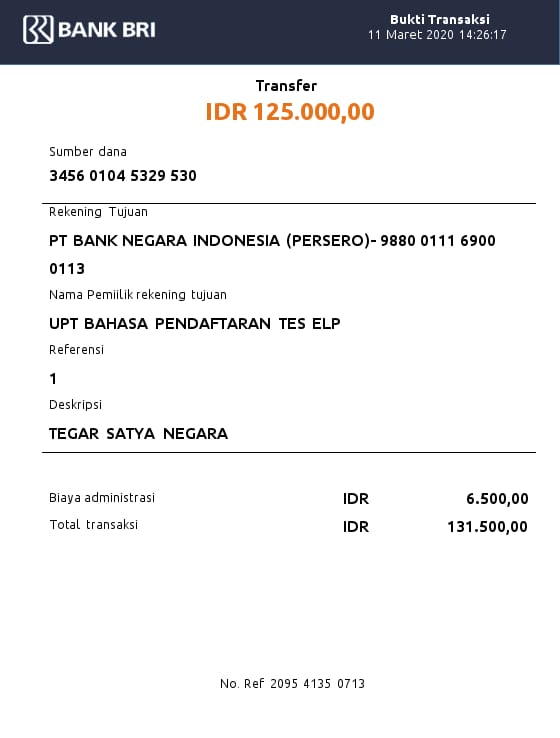 BANK BRI
Bukti Transaksi
11 Maret 2020 14:26:17
Transfer
IDR 125.000,00
Sumber dana
3456 0104 5329 530
Rekening Tujuan
PT BANK NEGARA INDONESIA (PERSERO)- 9880 0111 6900
0113
Nama Pemiilik rekening tujuan
UPT BAHASA PENDAFTARAN TES ELP
Referensi
1
Deskripsi
TEGAR SATYA NEGARA
Biaya administrasi IDR 6.500,00
Total transaksi IDR 131.500,00
No. Ref 2095 4135 0713